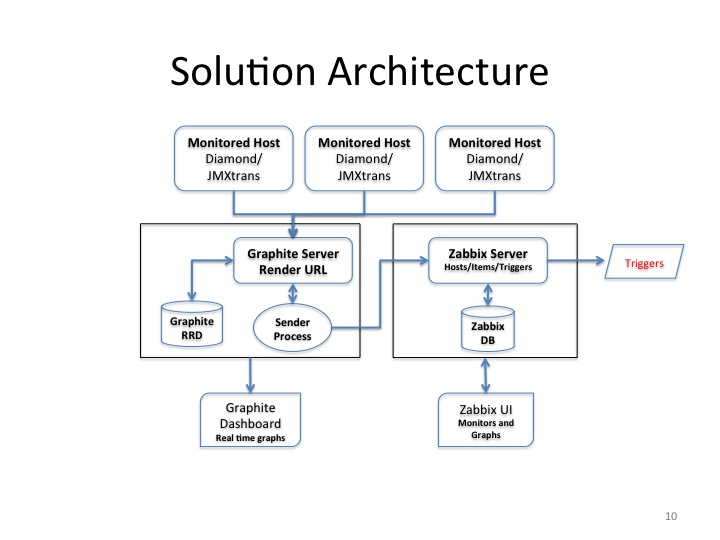 Solution Architecture
Monitored Host
Diamond/
JMXtrans
Monitored Host
Diamond/
JMXtrans
Monitored Host
Diamond/
JMXtrans
Graphite Server
Render URL
Zabbix Server
Hosts/Items/Triggers
Triggers
Graphite
RRD
Sender
Process
Zabbix
DB
Graphite
Dashboard
Real time graphs
Zabbix UI
Monitors and
Graphs
10